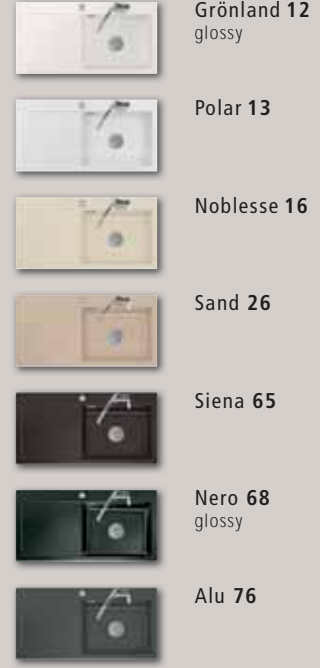 Grönland 12
glossy
Polar 13
Noblesse 16
Sand 26
Siena 65
Nero 68
glossy
Alu 76